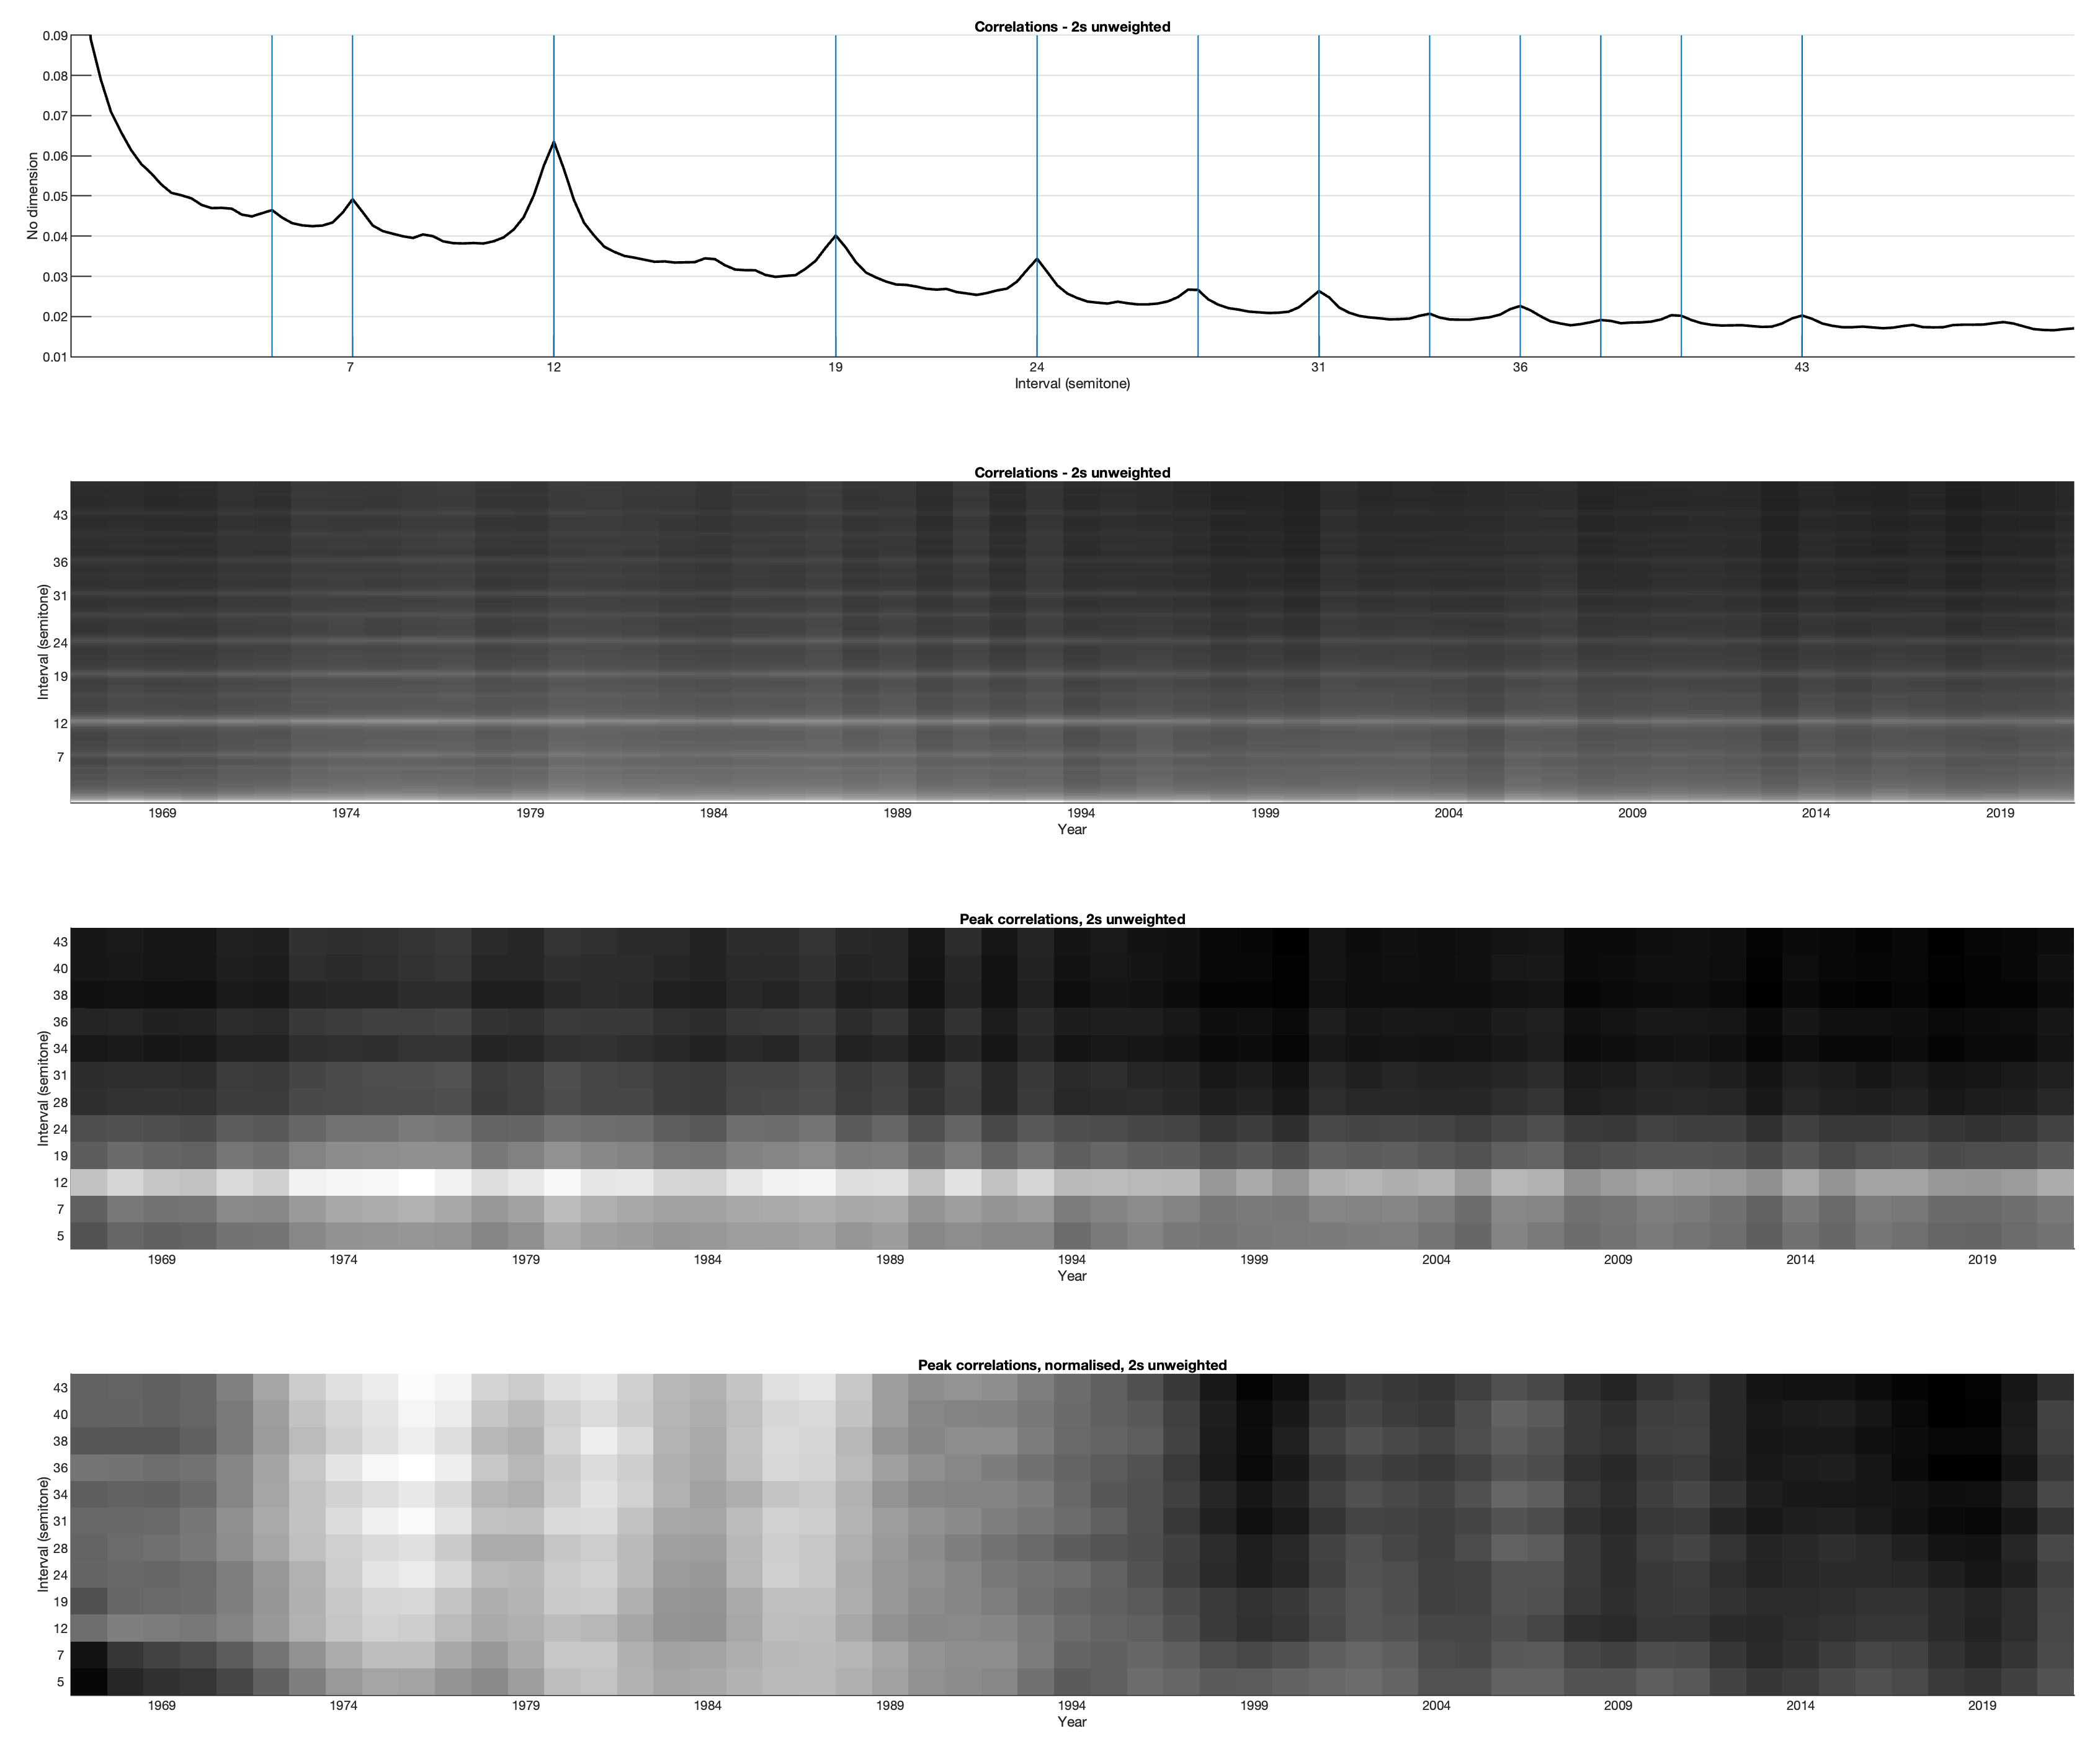 Correlations - 2s unweighted
0.09
0.08
0.07
0.06
0.05
0.04
0.03
0.02
0.01
No dimension
7 12 19 24 31 36 43
Interval (semitone)
Correlations - 2s unweighted
43
36
31
24
19
12
7
Interval (semitone)
1969 1974 1979 1984 1989 1994 1999 2004 2009 2014 2019
Year
Peak correlations, 2s unweighted
43
40
38
36
34
31
28
24
19
12
7
5
Interval (semitone)
1969 1974 1979 1984 1989 1994 1999 2004 2009 2014 2019
Year
Peak correlations, normalised, 2s unweighted
43
40
38
36
34
31
28
24
19
12
7
5
Interval (semitone)
1969 1974 1979 1984 1989 1994 1999 2004 2009 2014 2019
Year